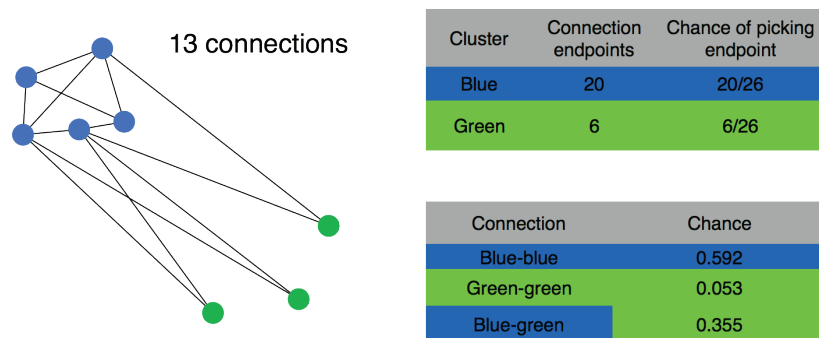 13 connections
Cluster Connection endpoints Chance of picking endpoint
Blue 20 20/26
Green 6 6/26
Connection Chance
Blue-blue 0.592
Green-green 0.053
Blue-green 0.355